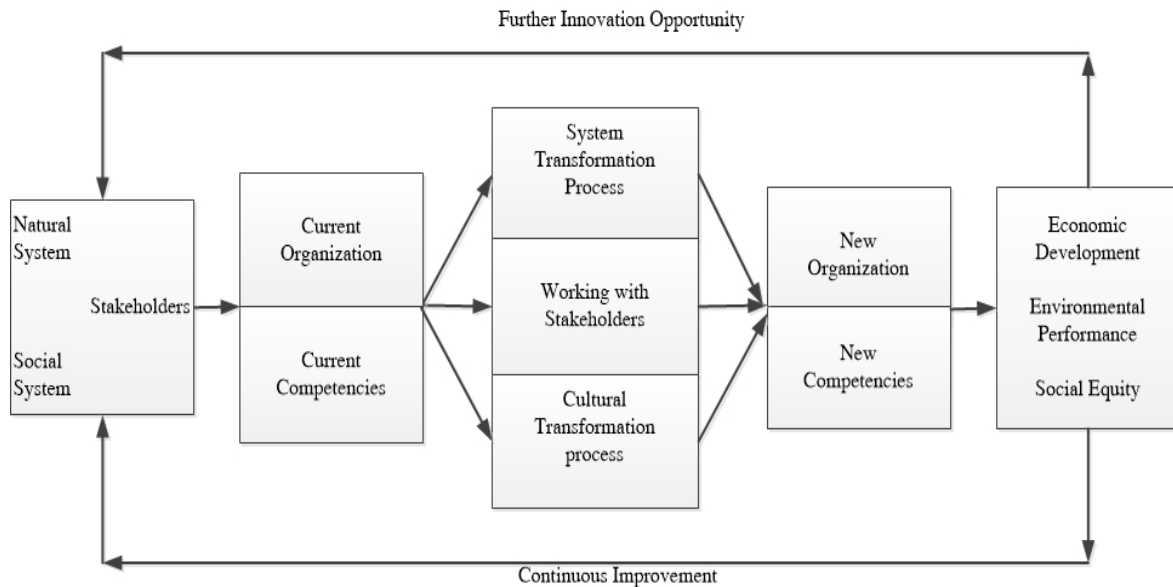 Further Innovation Opportunity
Natural
System
Stakeholders
Social
System
Current
Organization
Current
Competencies
System
Transformation
Process
Working with
Stakeholders
Cultural
Transformation
process
New
Organization
New
Competencies
Economic
Development
Environmental
Performance
Social Equity
Continuous Improvement